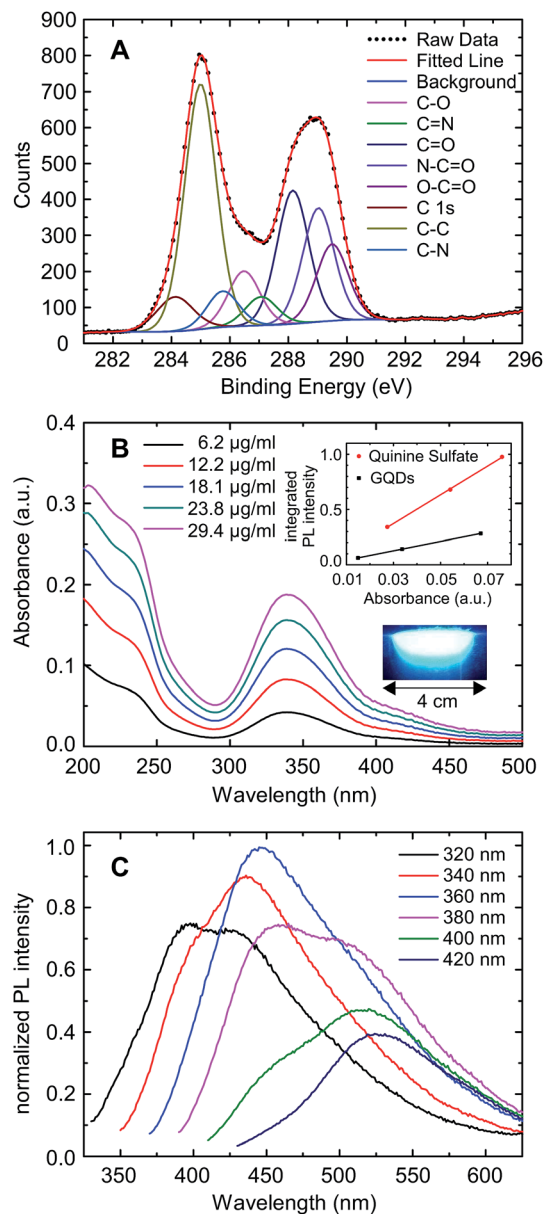 A
Raw Data
Fitted Line
Background
C-O
C=N
C=O
N-C=O
O-C=O
C 1s
C-C
C-N
900
800
700
600
500
400
300
200
100
0
Counts
282 284 286 288 290 292 294 296
Binding Energy (eV)
B
6.2 µg/ml
12.2 µg/ml
18.1 µg/ml
23.8 µg/ml
29.4 µg/ml
0.4
0.3
0.2
0.1
0.0
Absorbance (a.u.)
200 250 300 350 400 450 500
Wavelength (nm)
Quinine Sulfate
GQDs
1.0
0.5
0.0
integrated
PL intensity
0.01 0.03 0.05 0.07
Absorbance (a.u.)
4 cm
C
320 nm
340 nm
360 nm
380 nm
400 nm
420 nm
1.0
0.8
0.6
0.4
0.2
0.0
normalized PL intensity
350 400 450 500 550 600
Wavelength (nm)